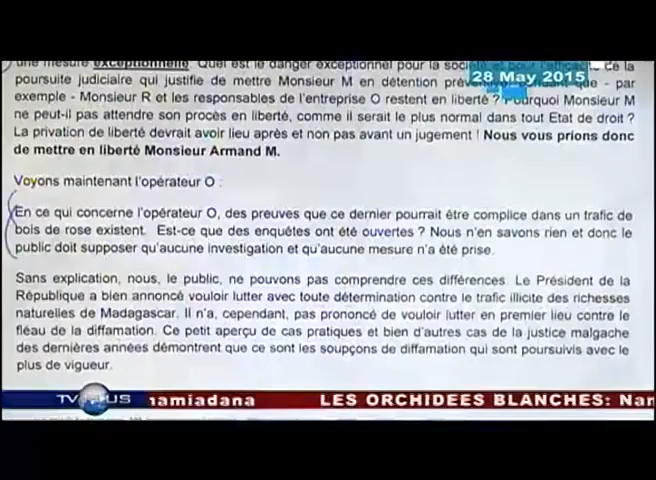 une mesure exceptionnelle. Quel est le danger exceptionnel pour la société et pour l'efficacité de la
28 May 2015
poursuite judiciaire qui justifie de mettre Monsieur M en détention que - par
exemple - Monsieur R et les responsables de l'entreprise O restent en liberté ? Pourquoi Monsieur M
ne peut-il pas attendre son procès en liberté, comme il serait le plus normal dans tout Etat de droit ?
La privation de liberté devrait avoir lieu après et non pas avant un jugement ! Nous vous prions donc
de mettre en liberté Monsieur Armand M.
Voyons maintenant l'opérateur O :
En ce qui concerne l'opérateur O, des preuves que ce dernier pourrait être complice dans un trafic de
bois de rose existent. Est-ce que des enquêtes ont été ouvertes ? Nous n'en savons rien et donc le
public doit supposer qu'aucune investigation et qu'aucune mesure n'a été prise.
Sans explication, nous, le public, ne pouvons pas comprendre ces différences. Le Président de la
République a bien annoncé vouloir lutter avec toute détermination contre le trafic illicite des richesses
naturelles de Madagascar. Il n'a, cependant, pas prononcé de vouloir lutter en premier lieu contre le
fléau de la diffamation. Ce petit aperçu de cas pratiques et bien d'autres cas de la justice malgache
des dernières années démontrent que ce sont les soupçons de diffamation qui sont poursuivis avec le
plus de vigueur.
TV PLUS namiadana LES ORCHIDÉES BLANCHES: Nam